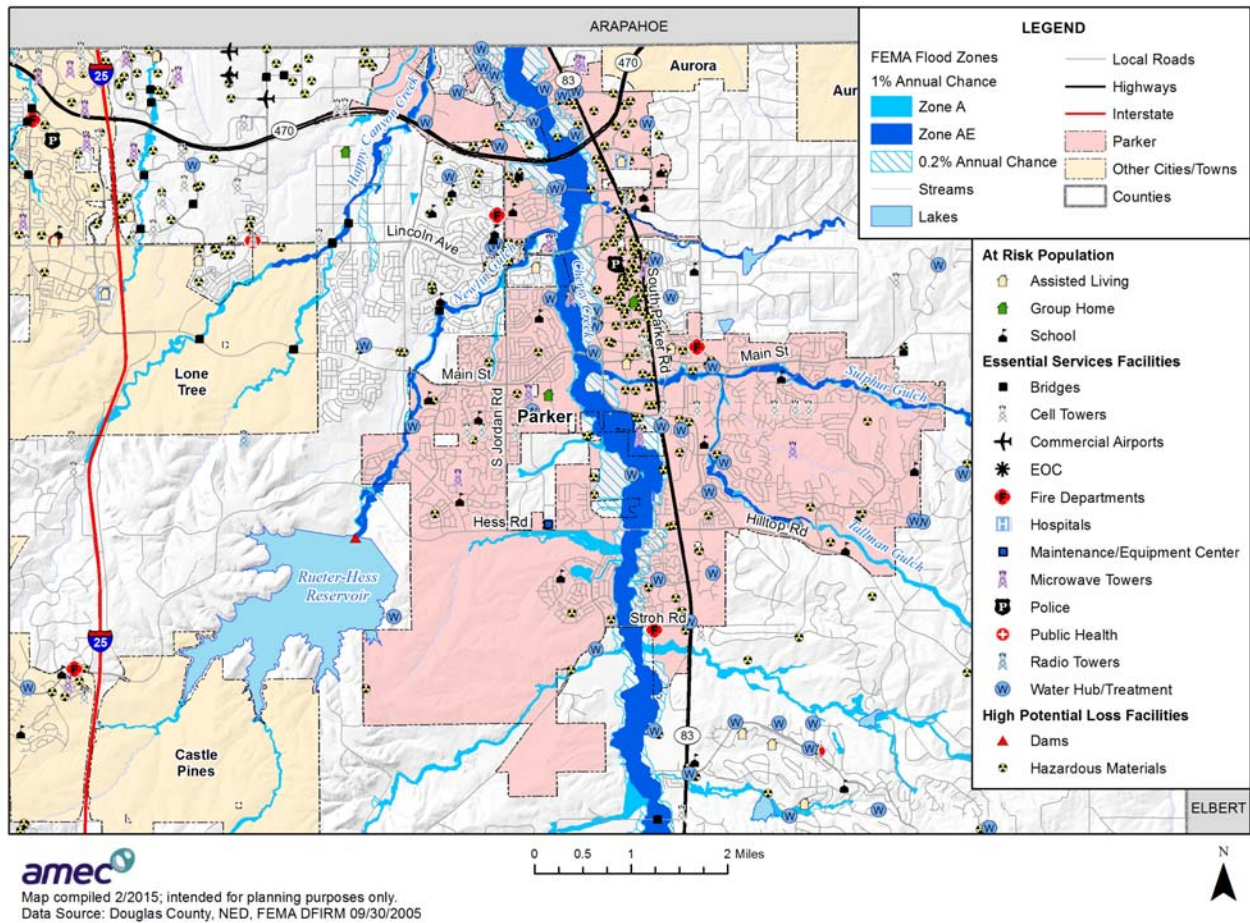 ARAPAHOE
25
470
83
470
Aurora
Aur
Happy Canyon Creek
Lincoln Ave
Newlin Gulch
Cherry Creek
South Parker Rd
Main St
Lone
Tree
Main St
S Jordan Rd
Parker
Sulphur Gulch
Hess Rd
Hilltop Rd
Tallman Gulch
Rueter-Hess
Reservoir
Stroh Rd
25
83
Castle
Pines
ELBERT
LEGEND
FEMA Flood Zones
1% Annual Chance
Zone A
Zone AE
0.2% Annual Chance
Streams
Lakes
Local Roads
Highways
Interstate
Parker
Other Cities/Towns
Counties
At Risk Population
Assisted Living
Group Home
School
Essential Services Facilities
Bridges
Cell Towers
Commercial Airports
EOC
Fire Departments
Hospitals
Maintenance/Equipment Center
Microwave Towers
Police
Public Health
Radio Towers
Water Hub/Treatment
High Potential Loss Facilities
Dams
Hazardous Materials
amec
0 0.5 1 2 Miles
N
Map compiled 2/2015; intended for planning purposes only.
Data Source: Douglas County, NED, FEMA DFIRM 09/30/2005